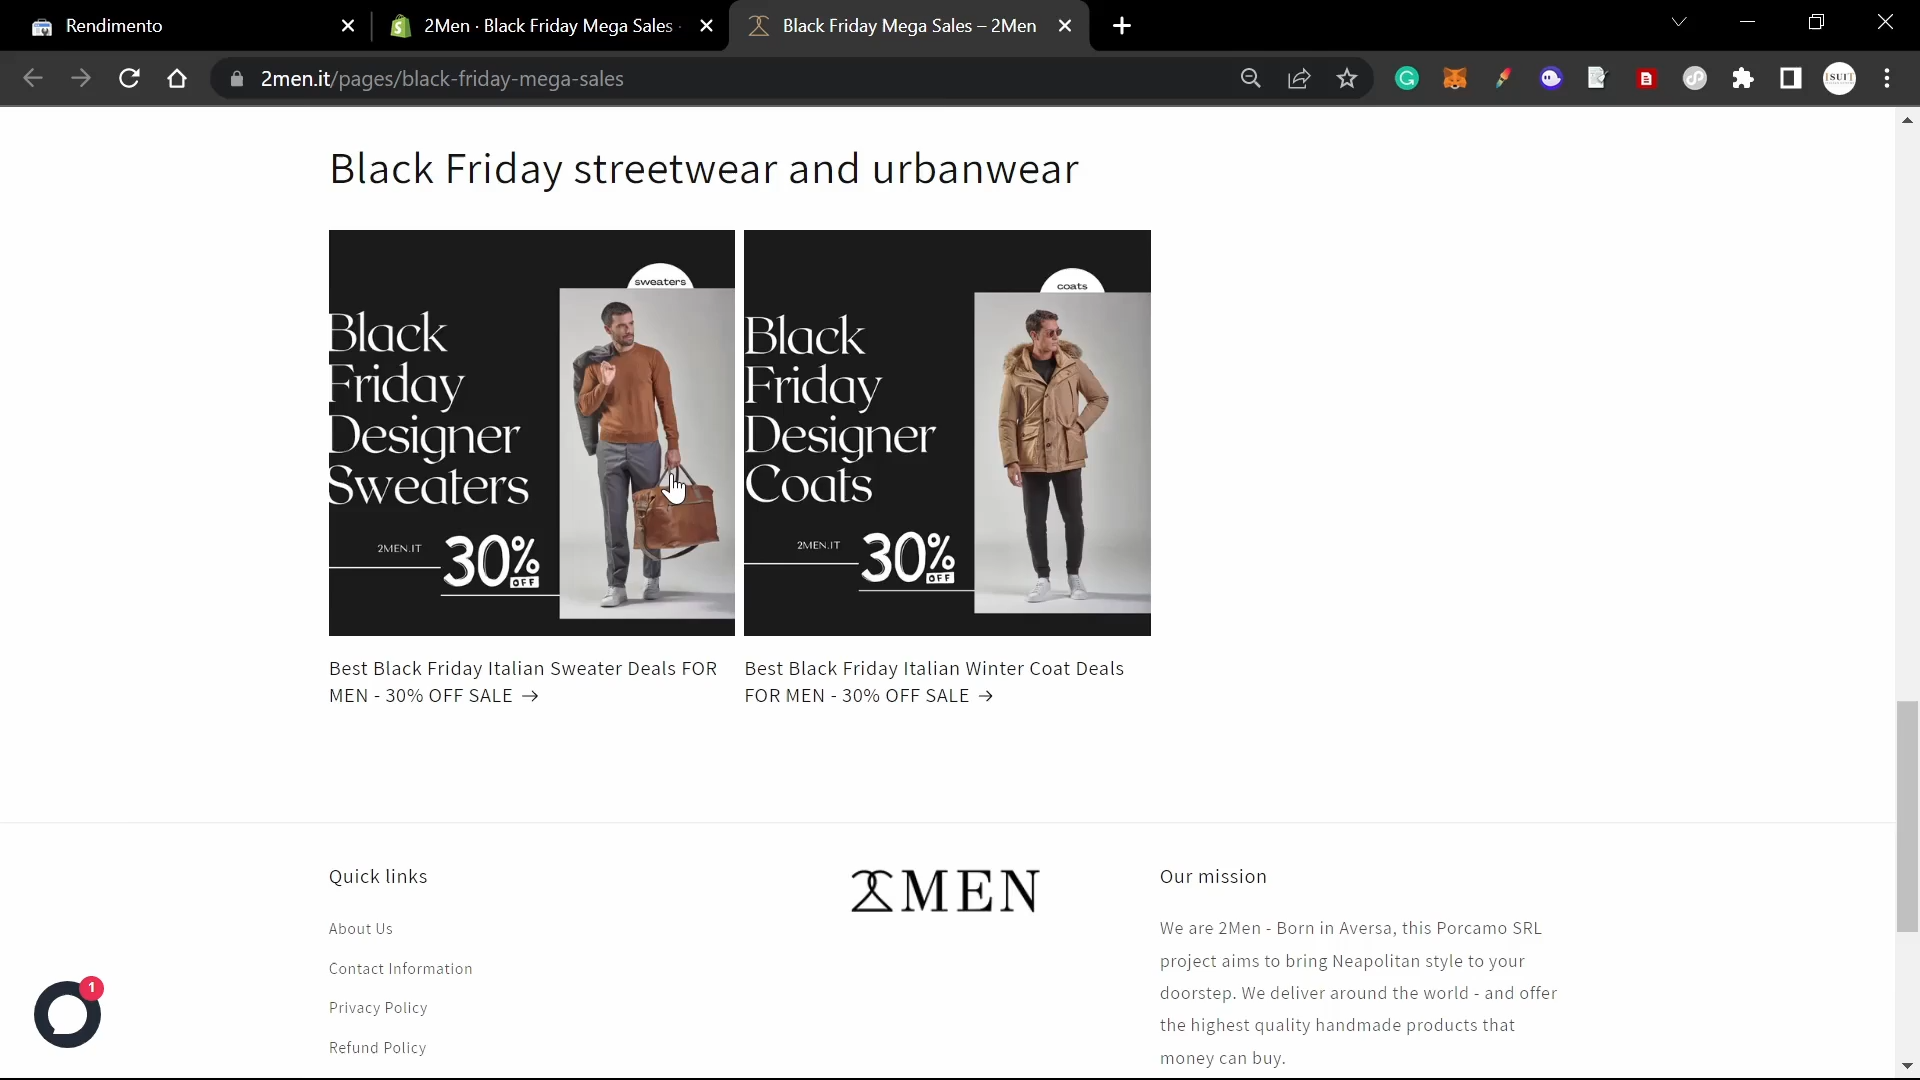 Rendimento
2Men · Black Friday Mega Sales ·
Black Friday Mega Sales – 2Men
2men.it/pages/black-friday-mega-sales
Black Friday streetwear and urbanwear
sweaters
Black
Friday
Designer
Sweaters
2MEN.IT
30%
OFF
coats
Black
Friday
Designer
Coats
2MEN.IT
30%
OFF
Best Black Friday Italian Sweater Deals FOR
MEN - 30% OFF SALE →
Best Black Friday Italian Winter Coat Deals
FOR MEN - 30% OFF SALE →
Quick links
About Us
Contact Information
Privacy Policy
Refund Policy
2MEN
Our mission
We are 2Men - Born in Aversa, this Porcamo SRL
project aims to bring Neapolitan style to your
doorstep. We deliver around the world - and offer
the highest quality handmade products that
money can buy.
1